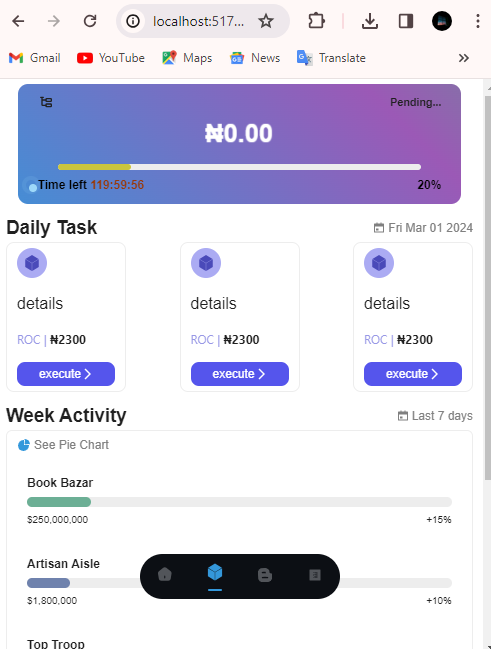 localhost:517...
Gmail YouTube Maps News Translate »
Pending...
₦0.00
Time left 119:59:56 20%
Daily Task Fri Mar 01 2024
details details details
ROC | ₦2300 ROC | ₦2300 ROC | ₦2300
execute execute execute
Week Activity Last 7 days
See Pie Chart
Book Bazar
$250,000,000 +15%
Artisan Aisle
$1,800,000 +10%
Top Troop